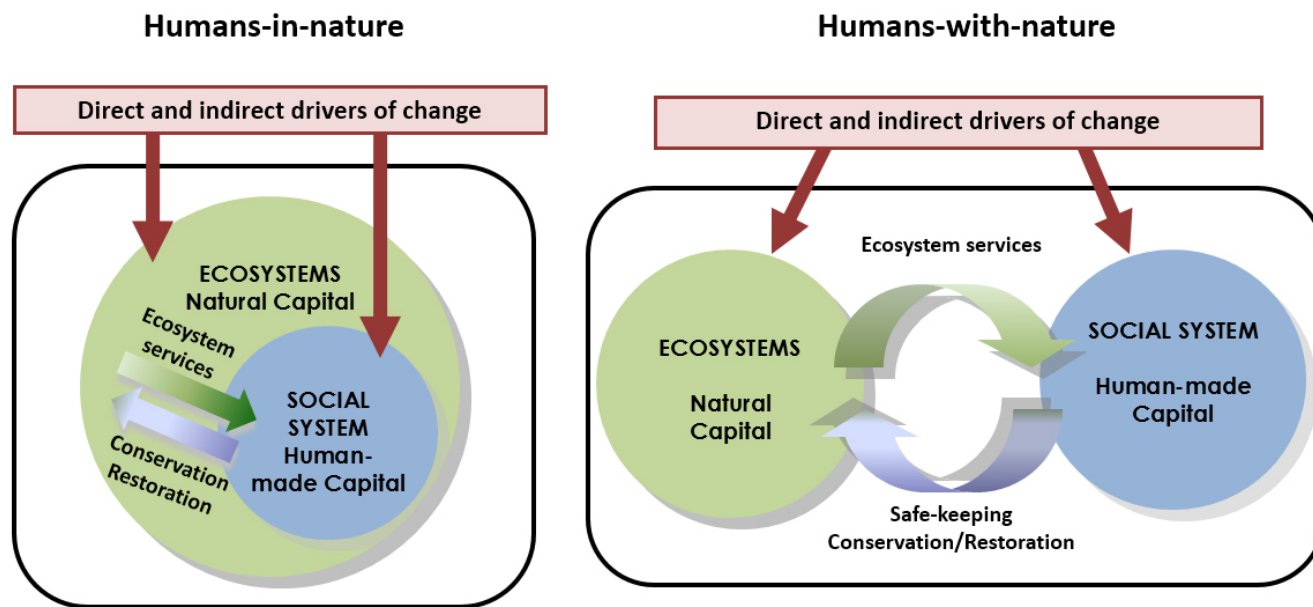 Humans-in-nature
Direct and indirect drivers of change
ECOSYSTEMS
Natural Capital
Ecosystem
services
SOCIAL
SYSTEM
Human-
made Capital
Conservation
Restoration
Humans-with-nature
Direct and indirect drivers of change
Ecosystem services
ECOSYSTEMS
Natural
Capital
SOCIAL SYSTEM
Human-made
Capital
Safe-keeping
Conservation/Restoration